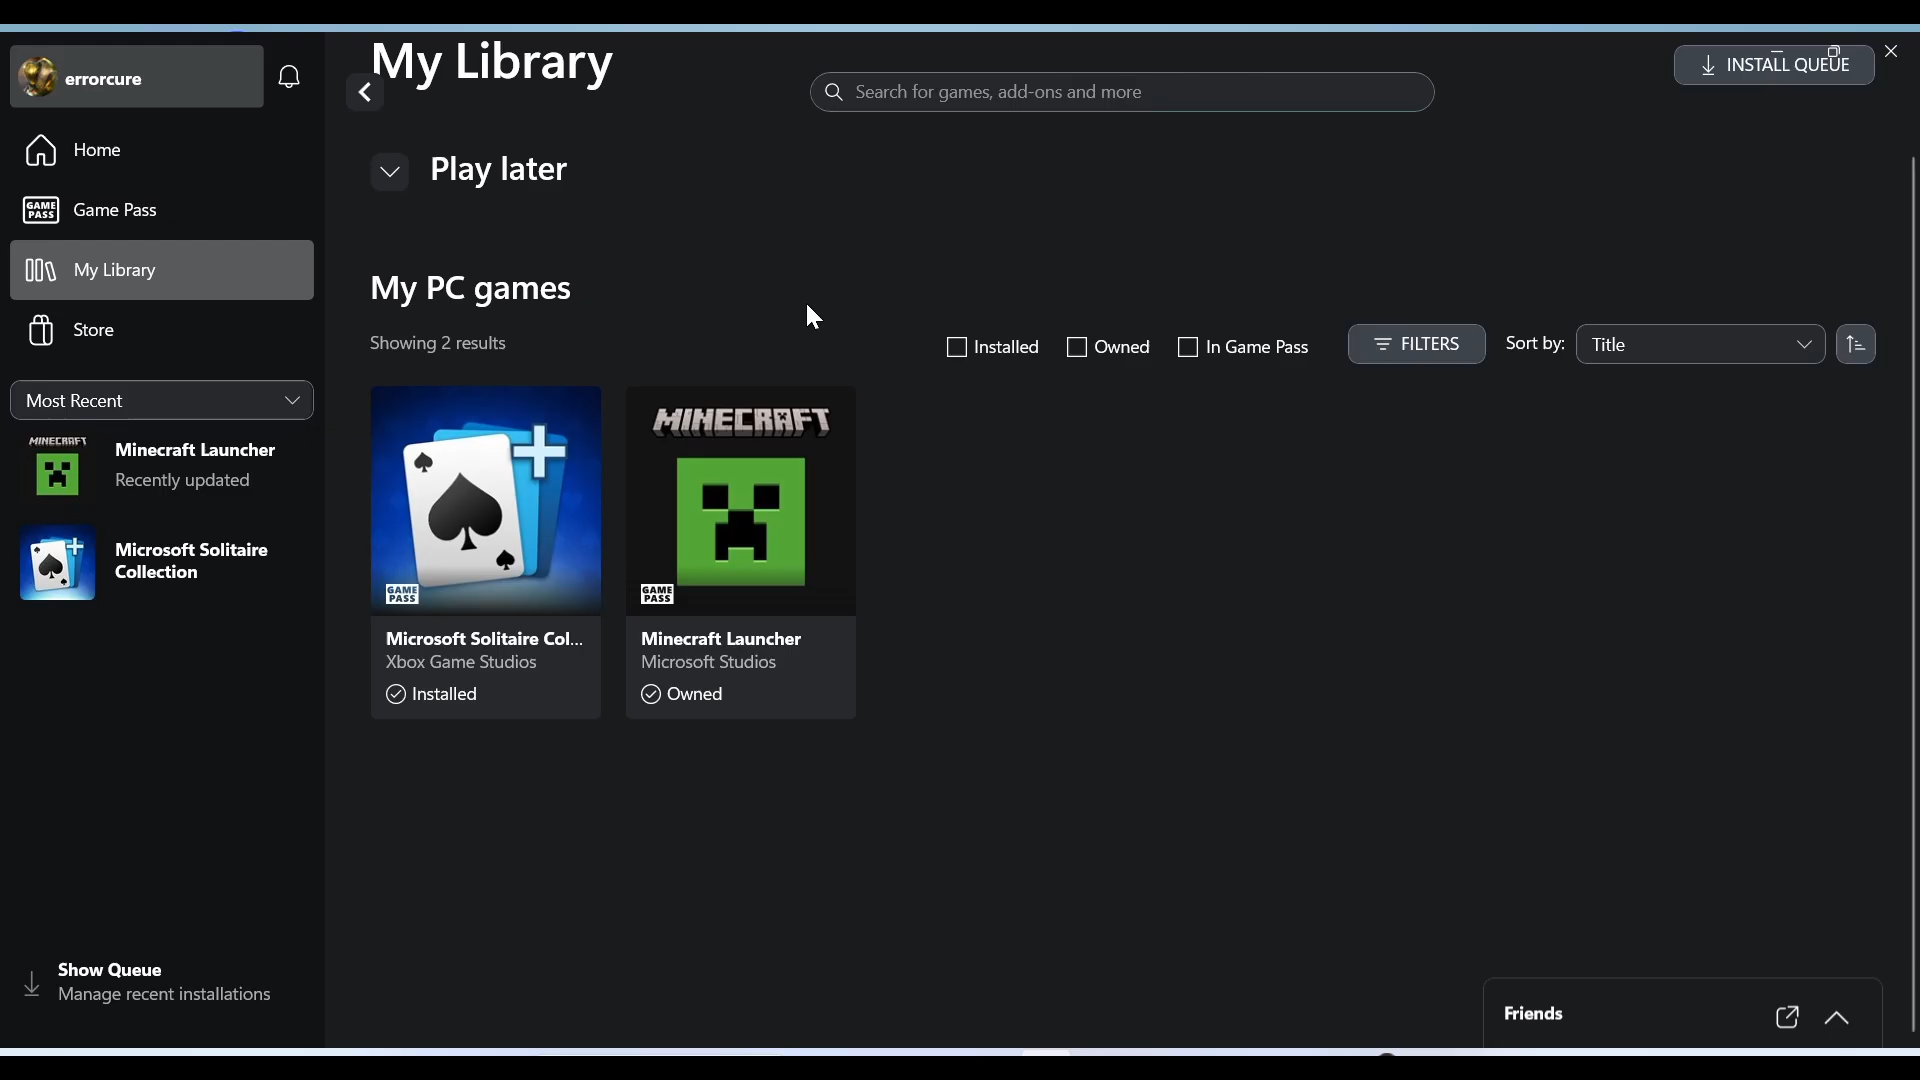 errorcure
Home
GAME PASS
Game Pass
My Library
Store
Most Recent
MINECRAFT
Minecraft Launcher
Recently updated
Microsoft Solitaire
Collection
Show Queue
Manage recent installations
My Library
Search for games, add-ons and more
INSTALL QUEUE
Play later
My PC games
Showing 2 results
Installed
Owned
In Game Pass
FILTERS
Sort by:
Title
GAME PASS
Microsoft Solitaire Col...
Xbox Game Studios
Installed
MINECRAFT
GAME PASS
Minecraft Launcher
Microsoft Studios
Owned
Friends